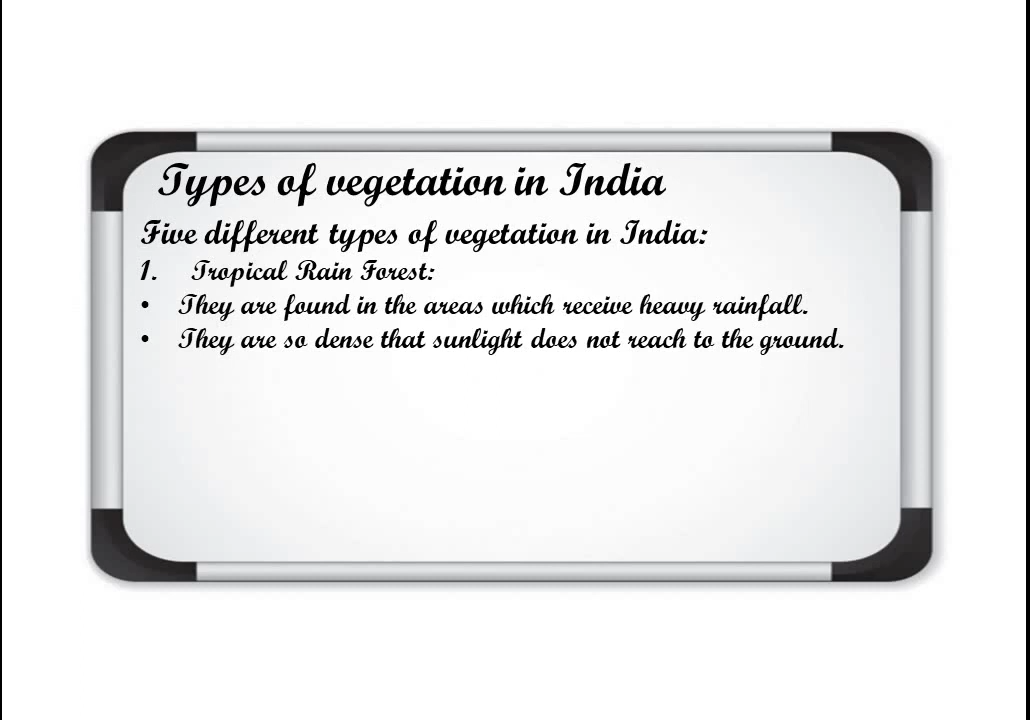 Types of vegetation in India
Five different types of vegetation in India:
1. Tropical Rain Forest:
• They are found in the areas which receive heavy rainfall.
• They are so dense that sunlight does not reach to the ground.